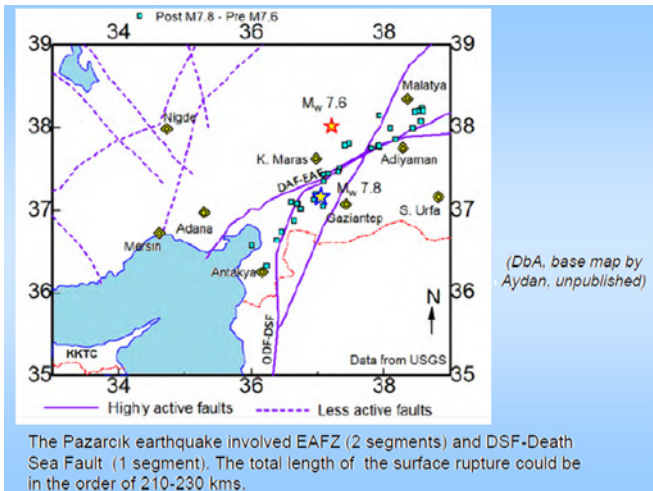 Post M7.8 - Pre M7.6
34 36 38
39 39
Malatya
Mw 7.6
Nigde
38 38
K. Maras
Adiyaman
DAF-EAF
Mw 7.8
37 37
Gaziantep
S. Urfa
Adana
Mersin
Antakya
(DbA, base map by
Aydan, unpublished)
36 36
N
ODF-DSF
KKTC
Data from USGS
35 35
34 36 38
Highly active faults Less active faults
The Pazarcık earthquake involved EAFZ (2 segments) and DSF-Death
Sea Fault (1 segment). The total length of the surface rupture could be
in the order of 210-230 kms.